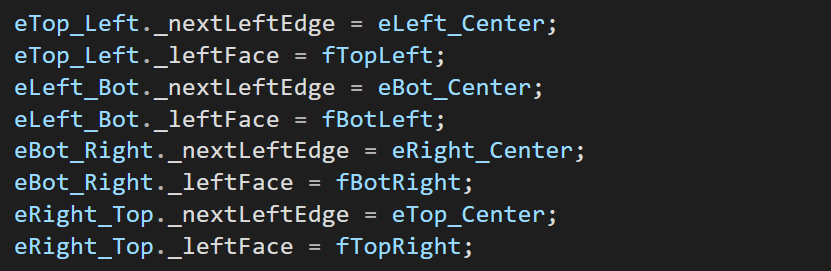 eTop_Left._nextLeftEdge = eLeft_Center;
eTop_Left._leftFace = fTopLeft;
eLeft_Bot._nextLeftEdge = eBot_Center;
eLeft_Bot._leftFace = fBotLeft;
eBot_Right._nextLeftEdge = eRight_Center;
eBot_Right._leftFace = fBotRight;
eRight_Top._nextLeftEdge = eTop_Center;
eRight_Top._leftFace = fTopRight;